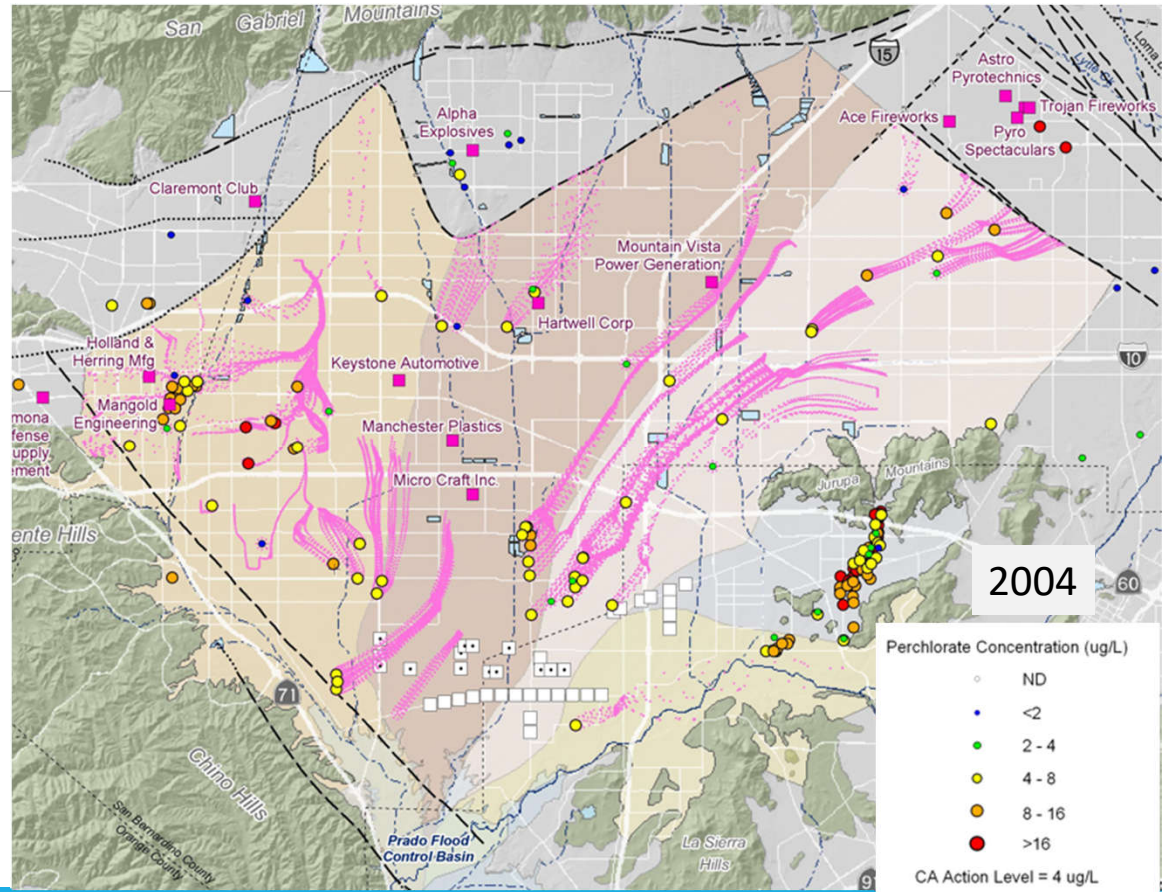 San Gabriel Mountains
15
Loma L
Lytle Ck
Astro
Pyrotechnics
Trojan Fireworks
Ace Fireworks
Pyro
Spectaculars
Alpha
Explosives
Claremont Club
Mountain Vista
Power Generation
Hartwell Corp
Holland &
Herring Mfg
Keystone Automotive
10
mona
fense
upply
ement
Mangold
Engineering
Manchester Plastics
Micro Craft Inc.
Jurupa Mountains
ente Hills
2004
60
71
Chino Hills
San Bernardino County
Orange County
Prado Flood
Control Basin
La Sierra
Hills
91
Perchlorate Concentration (ug/L)
ND
<2
2 - 4
4 - 8
8 - 16
>16
CA Action Level = 4 ug/L